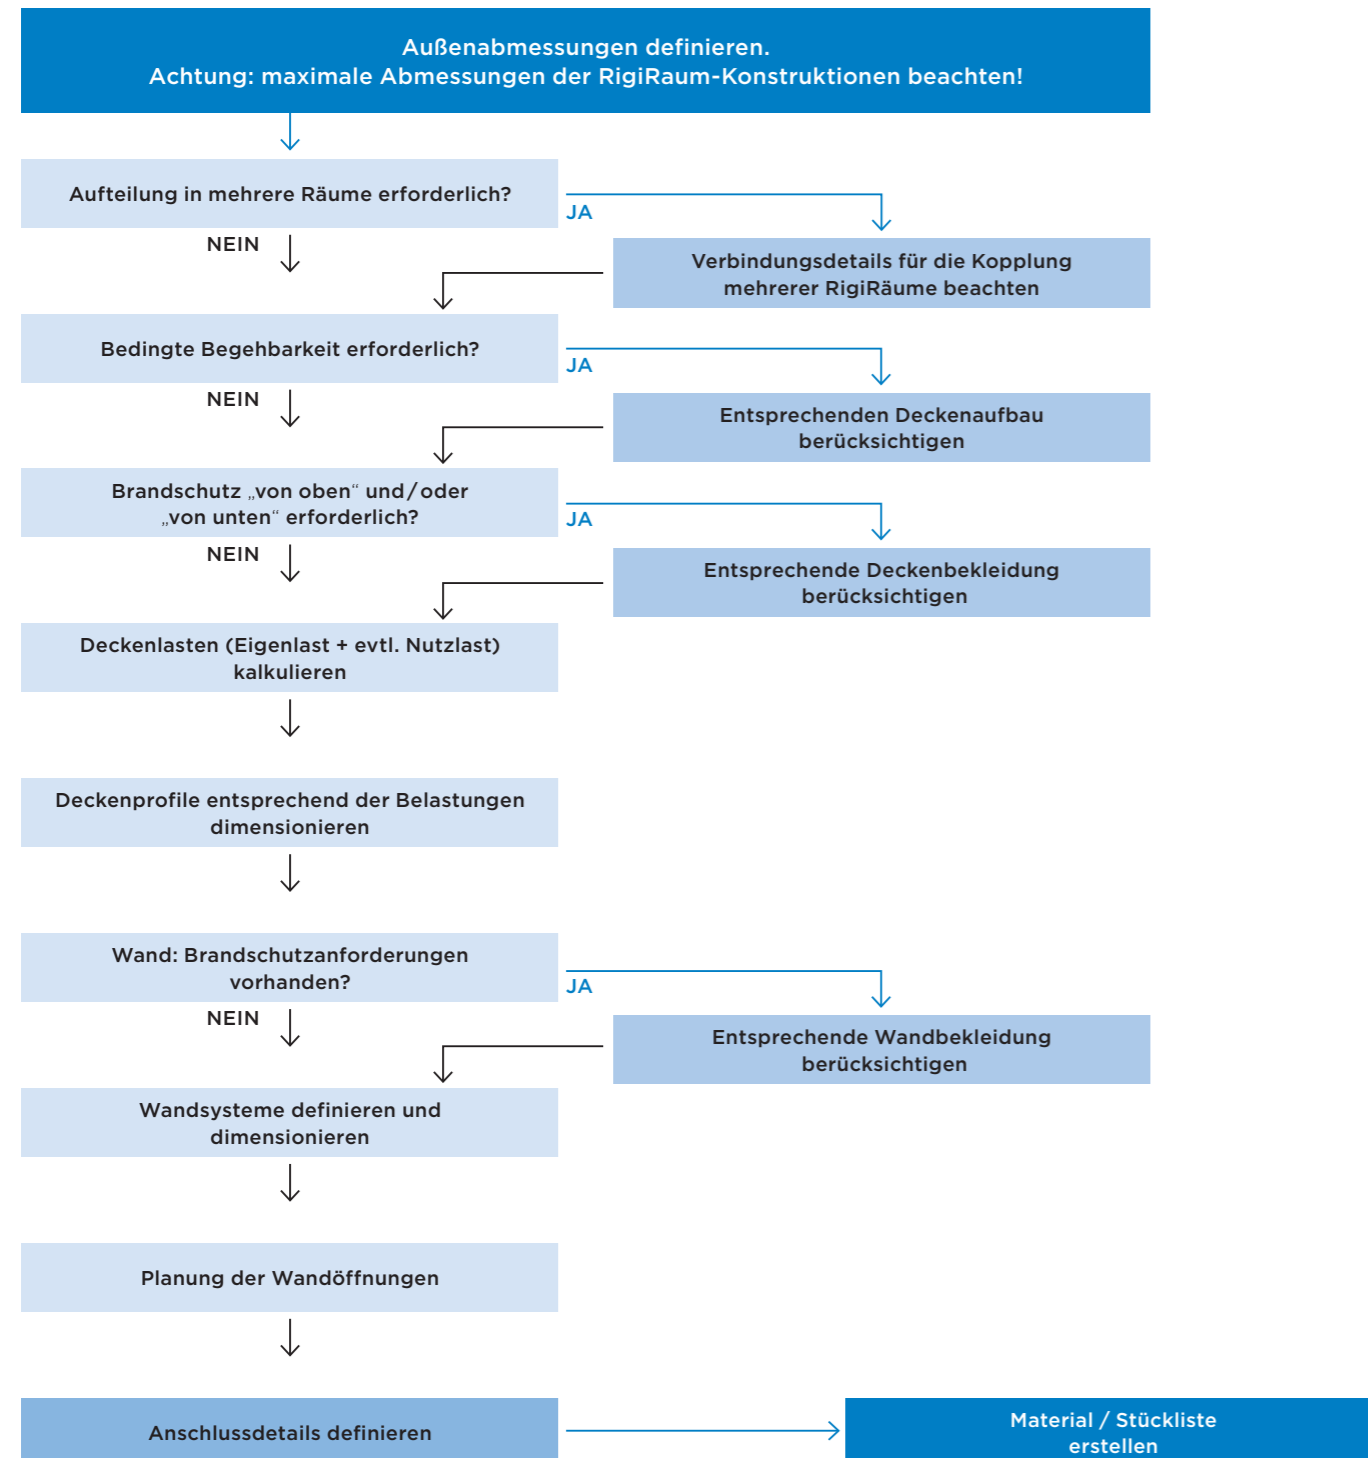 Außenabmessungen definieren.
Achtung: maximale Abmessungen der RigiRaum-Konstruktionen beachten!
Aufteilung in mehrere Räume erforderlich?
JA
NEIN
Verbindungsdetails für die Kopplung
mehrerer RigiRäume beachten
Bedingte Begehbarkeit erforderlich?
JA
NEIN
Entsprechenden Deckenaufbau
berücksichtigen
Brandschutz „von oben“ und/oder
„von unten“ erforderlich?
JA
NEIN
Entsprechende Deckenbekleidung
berücksichtigen
Deckenlasten (Eigenlast + evtl. Nutzlast)
kalkulieren
Deckenprofile entsprechend der Belastungen
dimensionieren
Wand: Brandschutzanforderungen
vorhanden?
JA
NEIN
Entsprechende Wandbekleidung
berücksichtigen
Wandsysteme definieren und
dimensionieren
Planung der Wandöffnungen
Anschlussdetails definieren
Material / Stückliste
erstellen